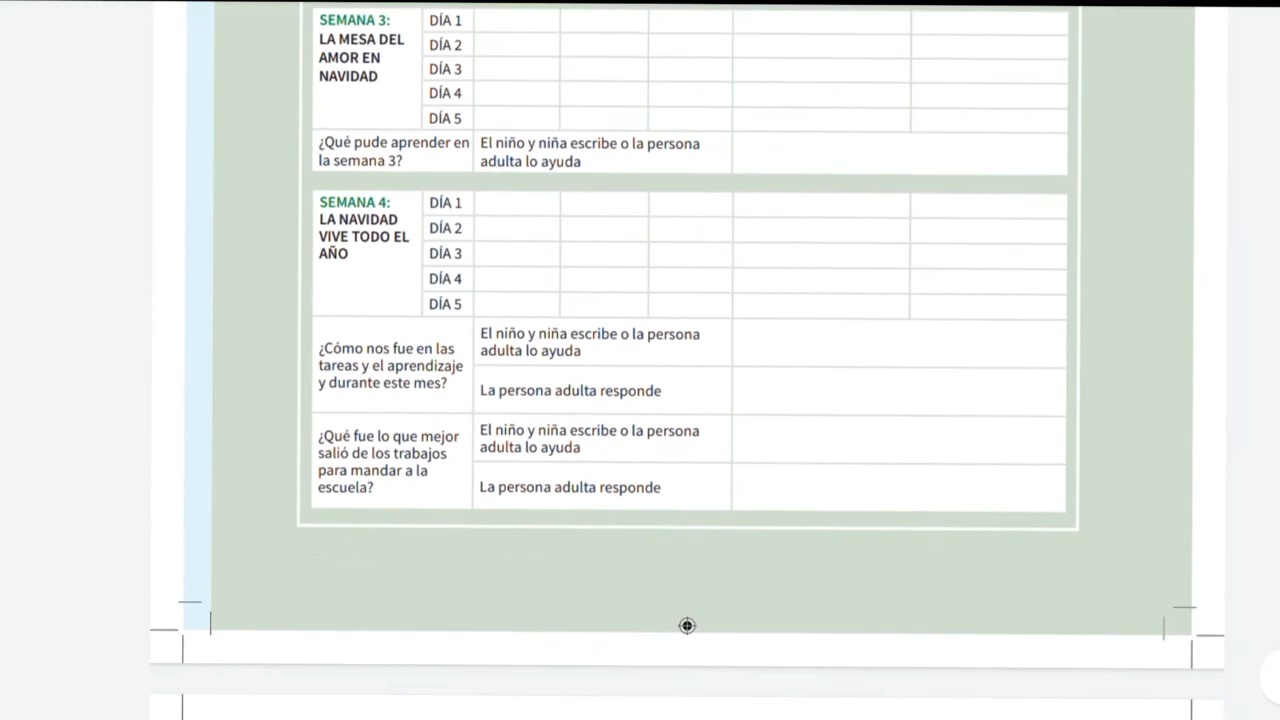 SEMANA 3:
LA MESA DEL
AMOR EN
NAVIDAD
DÍA 1
DÍA 2
DÍA 3
DÍA 4
DÍA 5
¿Qué pude aprender en
la semana 3?
El niño y niña escribe o la persona
adulta lo ayuda
SEMANA 4:
LA NAVIDAD
VIVE TODO EL
AÑO
DÍA 1
DÍA 2
DÍA 3
DÍA 4
DÍA 5
¿Cómo nos fue en las
tareas y el aprendizaje
y durante este mes?
El niño y niña escribe o la persona
adulta lo ayuda
La persona adulta responde
¿Qué fue lo que mejor
salió de los trabajos
para mandar a la
escuela?
El niño y niña escribe o la persona
adulta lo ayuda
La persona adulta responde